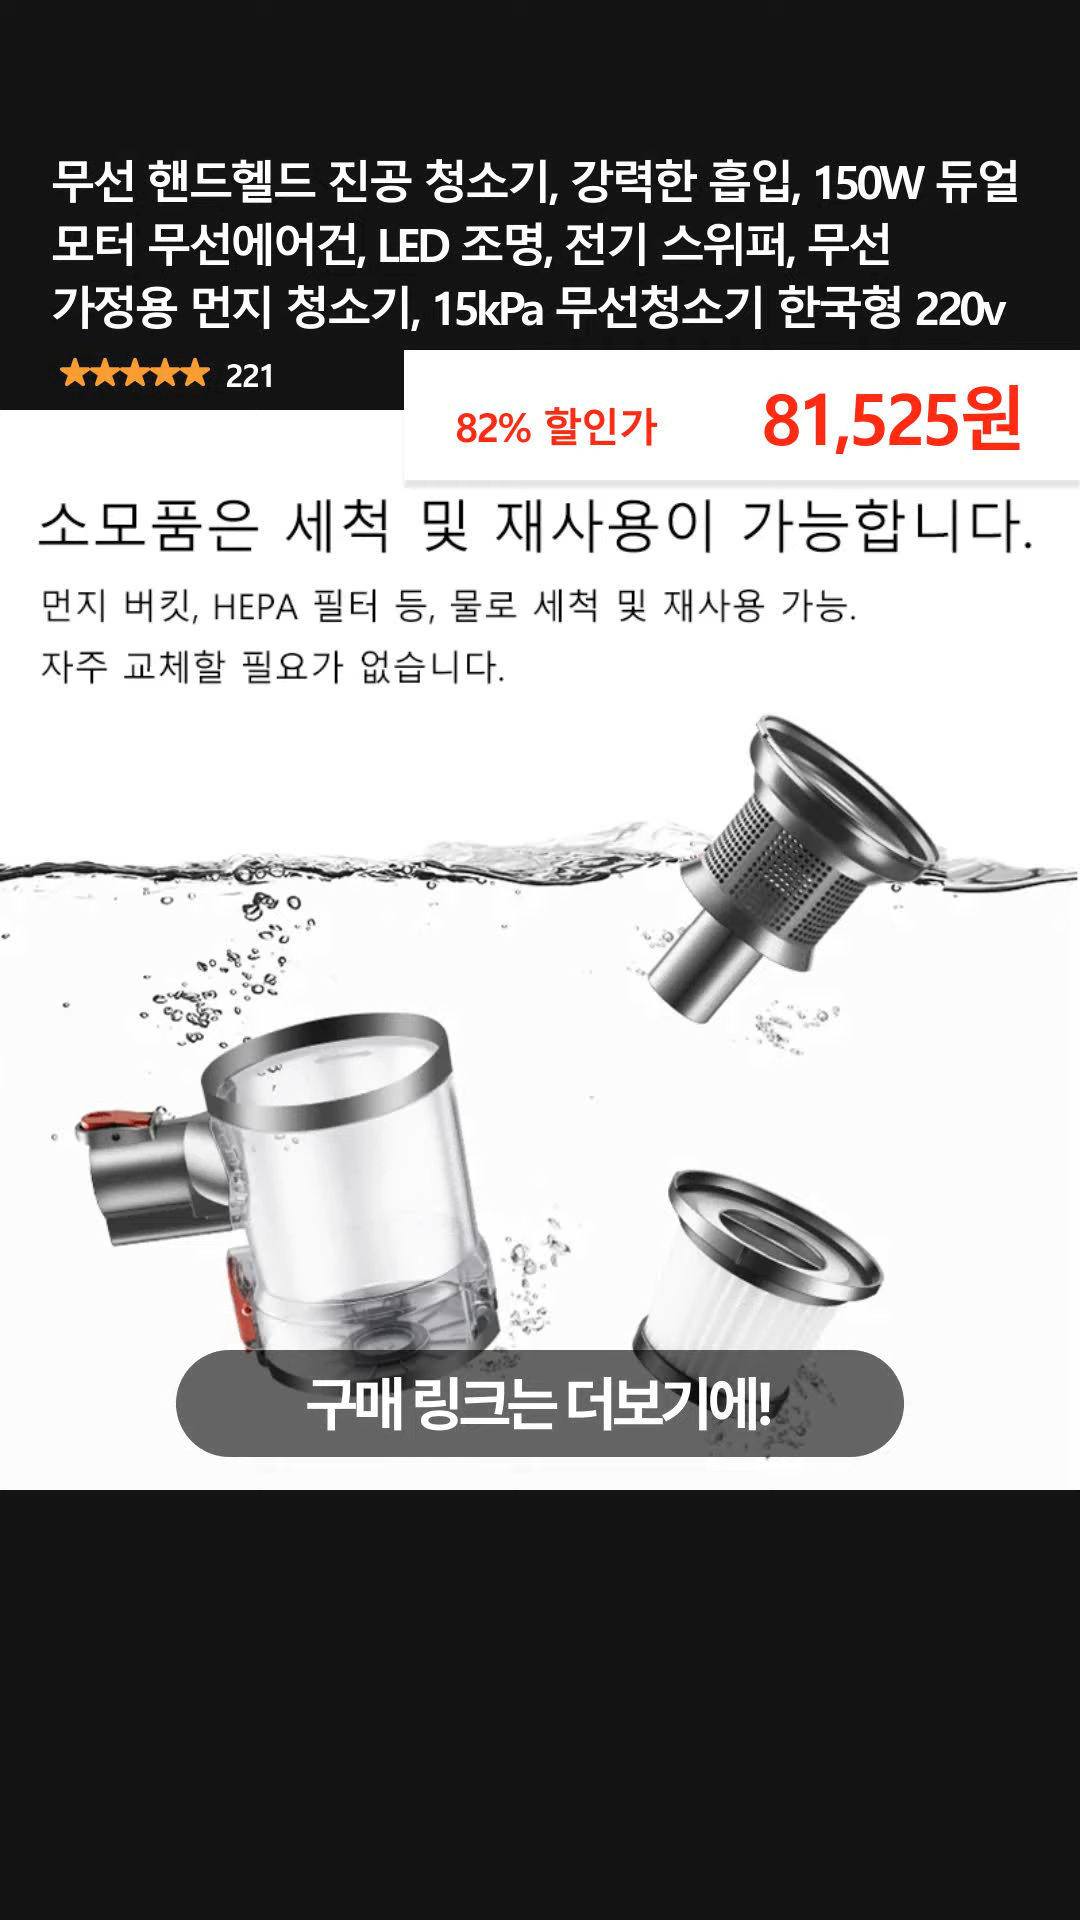 무선 핸드헬드 진공 청소기, 강력한 흡입, 150W 듀얼
모터 무선에어건, LED 조명, 전기 스위퍼, 무선
가정용 먼지 청소기, 15kPa 무선청소기 한국형 220v
221
82% 할인가 81,525원
소모품은 세척 및 재사용이 가능합니다.
먼지 버킷, HEPA 필터 등, 물로 세척 및 재사용 가능.
자주 교체할 필요가 없습니다.
구매 링크는 더보기에!